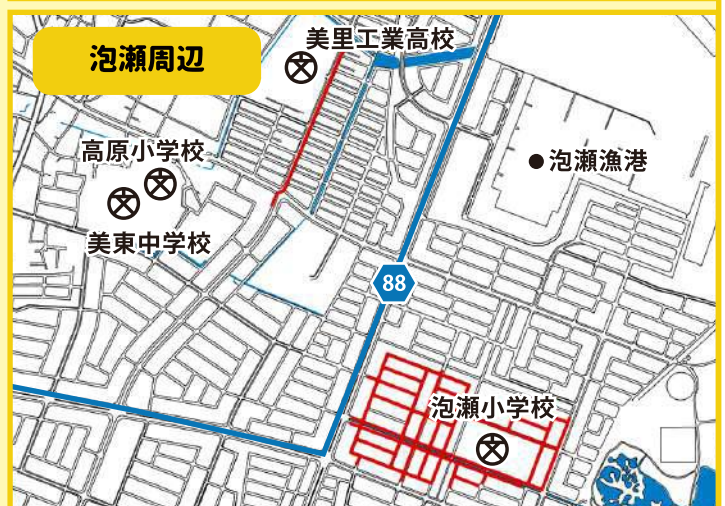 泡瀬周辺
美里工業高校
高原小学校
泡瀬漁港
美東中学校
88
泡瀬小学校